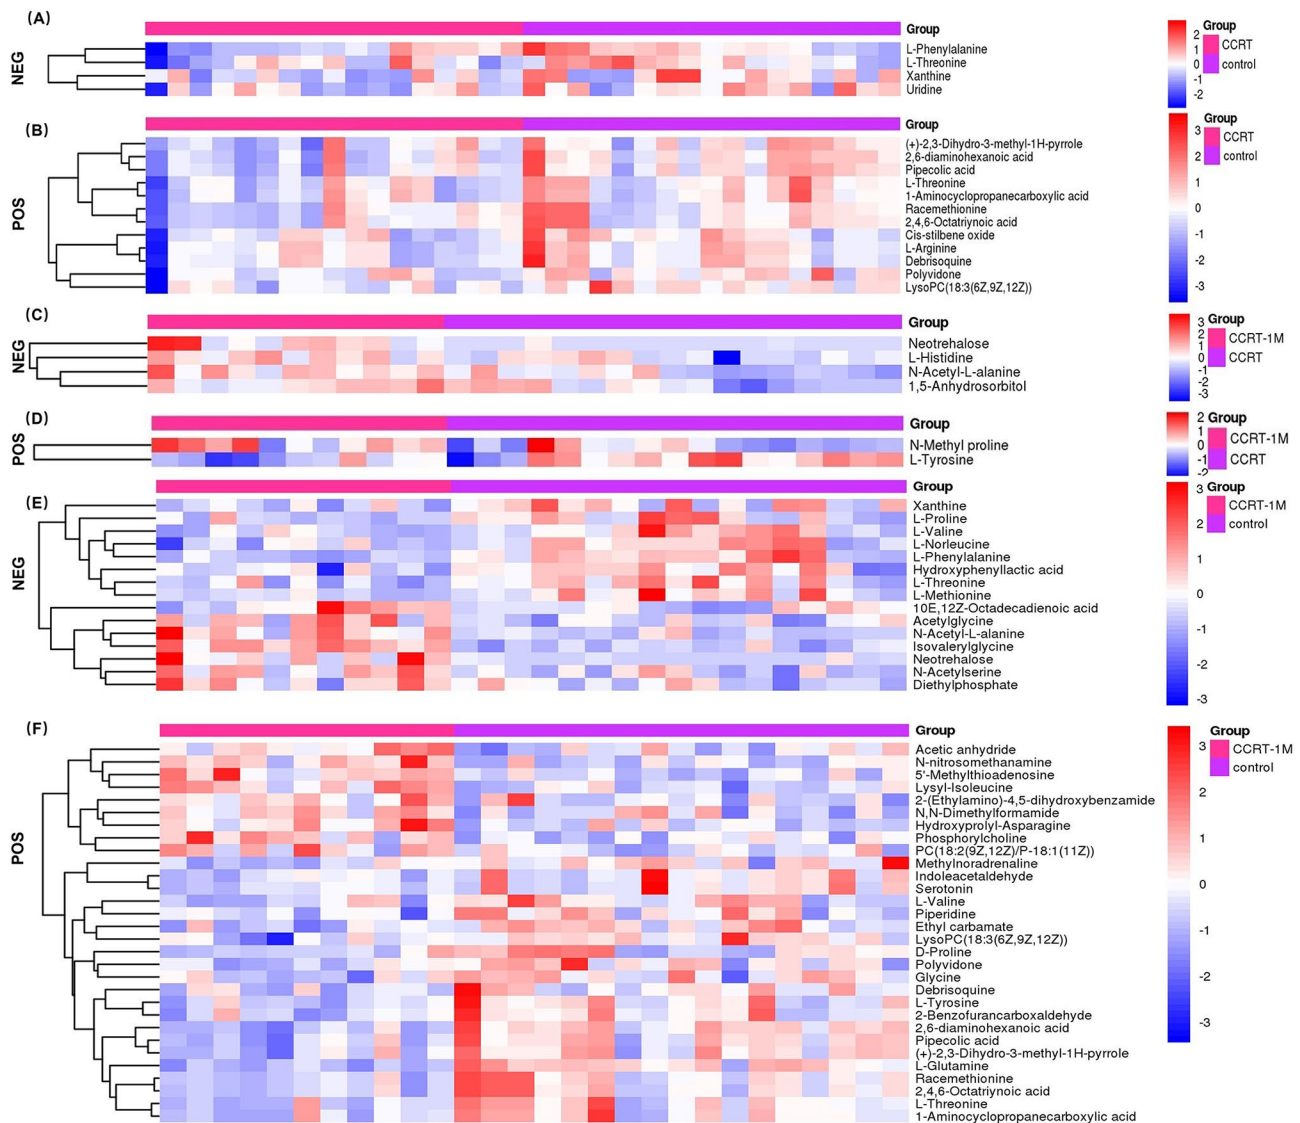 (A)
NEG
Group
L-Phenylalanine
L-Threonine
Xanthine
Uridine
2
1
0
-1
-2
Group
CCRT
control
(B)
POS
Group
(+)-2,3-Dihydro-3-methyl-1H-pyrrole
2,6-diaminohexanoic acid
Pipecolic acid
L-Threonine
1-Aminocyclopropanecarboxylic acid
Racemethionine
2,4,6-Octatriynoic acid
Cis-stilbene oxide
L-Arginine
Debrisoquine
Polyvidone
LysoPC(18:3(6Z,9Z,12Z))
3
2
1
0
-1
-2
-3
Group
CCRT
control
(C)
NEG
Group
Neotrehalose
L-Histidine
N-Acetyl-L-alanine
1,5-Anhydrosorbitol
3
2
1
0
-1
-2
-3
Group
CCRT-1M
CCRT
(D)
POS
Group
N-Methyl proline
L-Tyrosine
2
1
0
-1
-2
Group
CCRT-1M
CCRT
(E)
NEG
Group
Xanthine
L-Proline
L-Valine
L-Norleucine
L-Phenylalanine
Hydroxyphenyllactic acid
L-Threonine
L-Methionine
10E,12Z-Octadecadienoic acid
Acetylglycine
N-Acetyl-L-alanine
Isovalerylglycine
Neotrehalose
N-Acetylserine
Diethylphosphate
3
2
1
0
-1
-2
-3
Group
CCRT-1M
control
(F)
POS
Group
Acetic anhydride
N-nitrosomethanamine
5'-Methylthioadenosine
Lysyl-Isoleucine
2-(Ethylamino)-4,5-dihydroxybenzamide
N,N-Dimethylformamide
Hydroxyprolyl-Asparagine
Phosphorylcholine
PC(18:2(9Z,12Z)/P-18:1(11Z))
Methylnoradrenaline
Indoleacetaldehyde
Serotonin
L-Valine
Piperidine
Ethyl carbamate
LysoPC(18:3(6Z,9Z,12Z))
D-Proline
Polyvidone
Glycine
Debrisoquine
L-Tyrosine
2-Benzofurancarboxaldehyde
2,6-diaminohexanoic acid
Pipecolic acid
(+)-2,3-Dihydro-3-methyl-1H-pyrrole
L-Glutamine
Racemethionine
2,4,6-Octatriynoic acid
L-Threonine
1-Aminocyclopropanecarboxylic acid
3
2
1
0
-1
-2
-3
Group
CCRT-1M
control